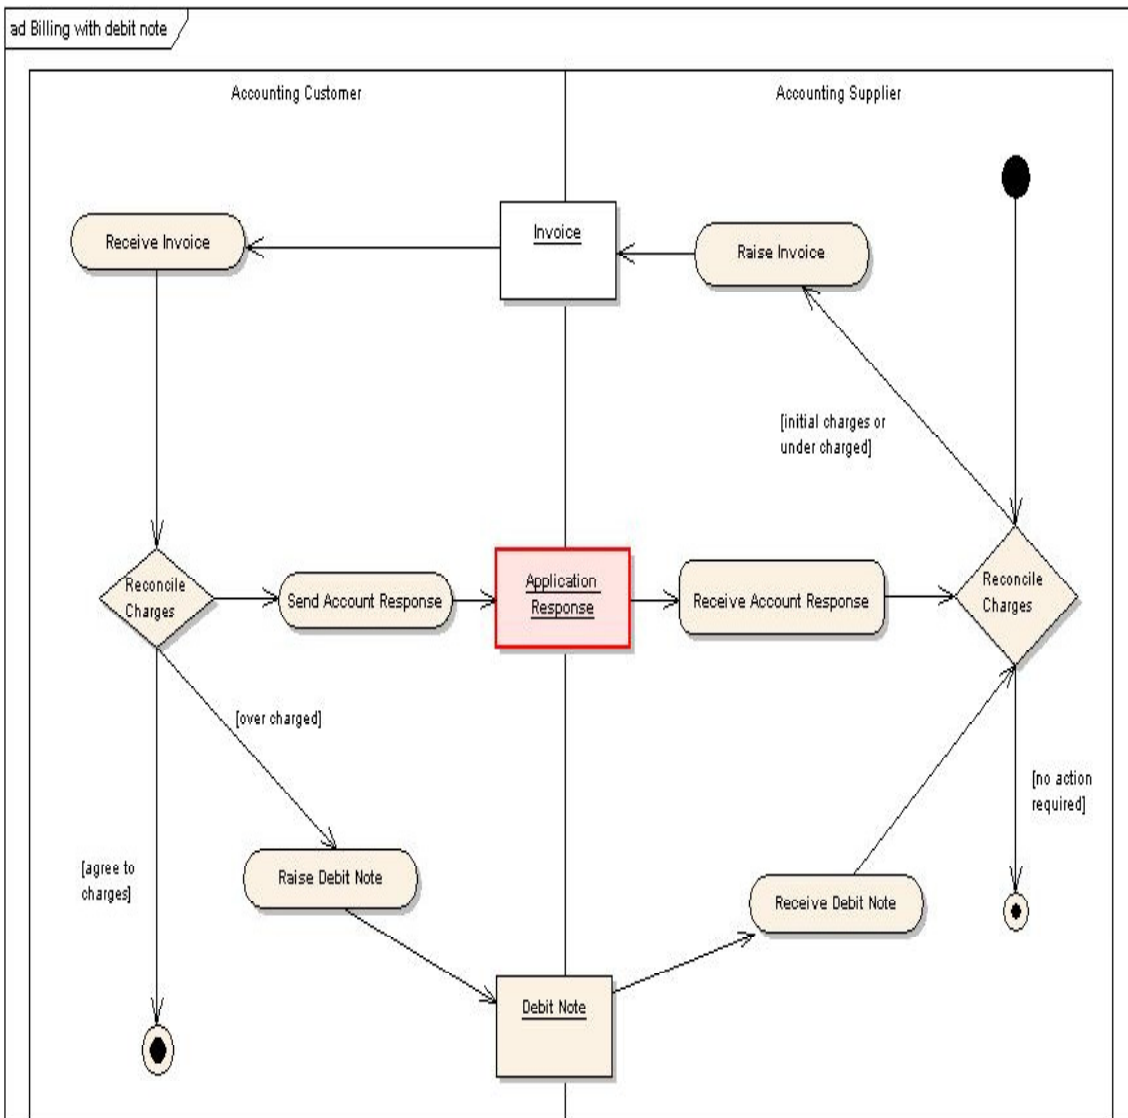 ad Billing with debit note
Accounting Customer
Accounting Supplier
Receive Invoice
Invoice
Raise Invoice
[initial charges or
under charged]
Reconcile
Charges
Send Account Response
Application
Response
Receive Account Response
Reconcile
Charges
[over charged]
[no action
required]
[agree to
charges]
Raise Debit Note
Receive Debit Note
Debit Note